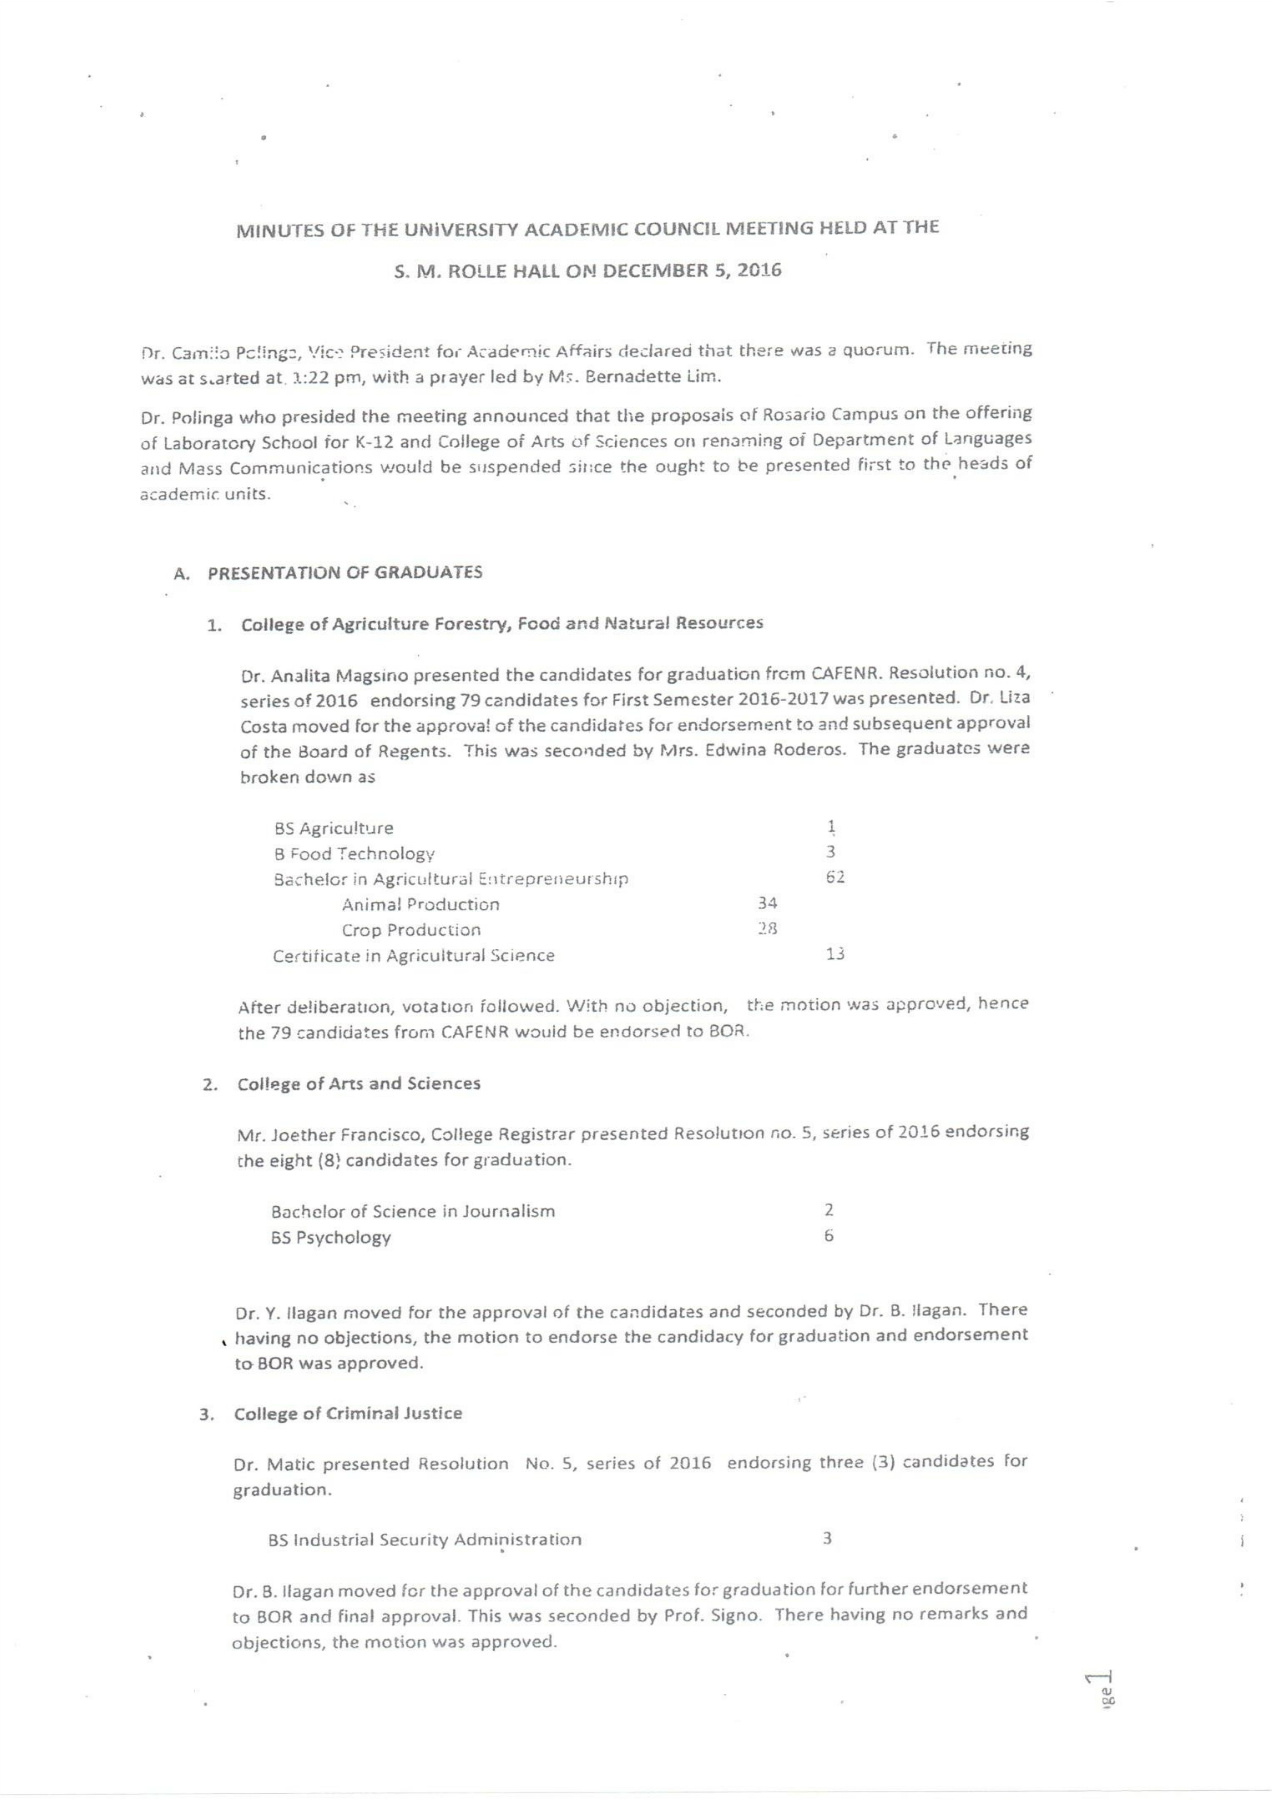 MINUTES OF THE UNIVERSITY ACADEMIC COUNCIL MEETING HELD AT THE
S. M. ROLLE HALL ON DECEMBER 5, 2016
Dr. Camilo Polinga, Vice President for Academic Affairs declared that there was a quorum. The meeting
was at started at 1:22 pm, with a prayer led by Ms. Bernadette Lim.
Dr. Polinga who presided the meeting announced that the proposals of Rosario Campus on the offering
of Laboratory School for K-12 and College of Arts of Sciences on renaming of Department of Languages
and Mass Communications would be suspended since the ought to be presented first to the heads of
academic units.
A. PRESENTATION OF GRADUATES
1. College of Agriculture Forestry, Food and Natural Resources
Dr. Analita Magsino presented the candidates for graduation from CAFENR. Resolution no. 4,
series of 2016 endorsing 79 candidates for First Semester 2016-2017 was presented. Dr. Liza
Costa moved for the approval of the candidates for endorsement to and subsequent approval
of the Board of Regents. This was seconded by Mrs. Edwina Roderos. The graduates were
broken down as
BS Agriculture 1
B Food Technology 3
Bachelor in Agricultural Entrepreneurship 62
Animal Production 34
Crop Production 28
Certificate in Agricultural Science 13
After deliberation, votation followed. With no objection, the motion was approved, hence
the 79 candidates from CAFENR would be endorsed to BOR.
2. College of Arts and Sciences
Mr. Joether Francisco, College Registrar presented Resolution no. 5, series of 2016 endorsing
the eight (8) candidates for graduation.
Bachelor of Science in Journalism 2
BS Psychology 6
Dr. Y. Ilagan moved for the approval of the candidates and seconded by Dr. B. Ilagan. There
having no objections, the motion to endorse the candidacy for graduation and endorsement
to BOR was approved.
3. College of Criminal Justice
Dr. Matic presented Resolution No. 5, series of 2016 endorsing three (3) candidates for
graduation.
BS Industrial Security Administration 3
Dr. B. Ilagan moved for the approval of the candidates for graduation for further endorsement
to BOR and final approval. This was seconded by Prof. Signo. There having no remarks and
objections, the motion was approved.
age 1